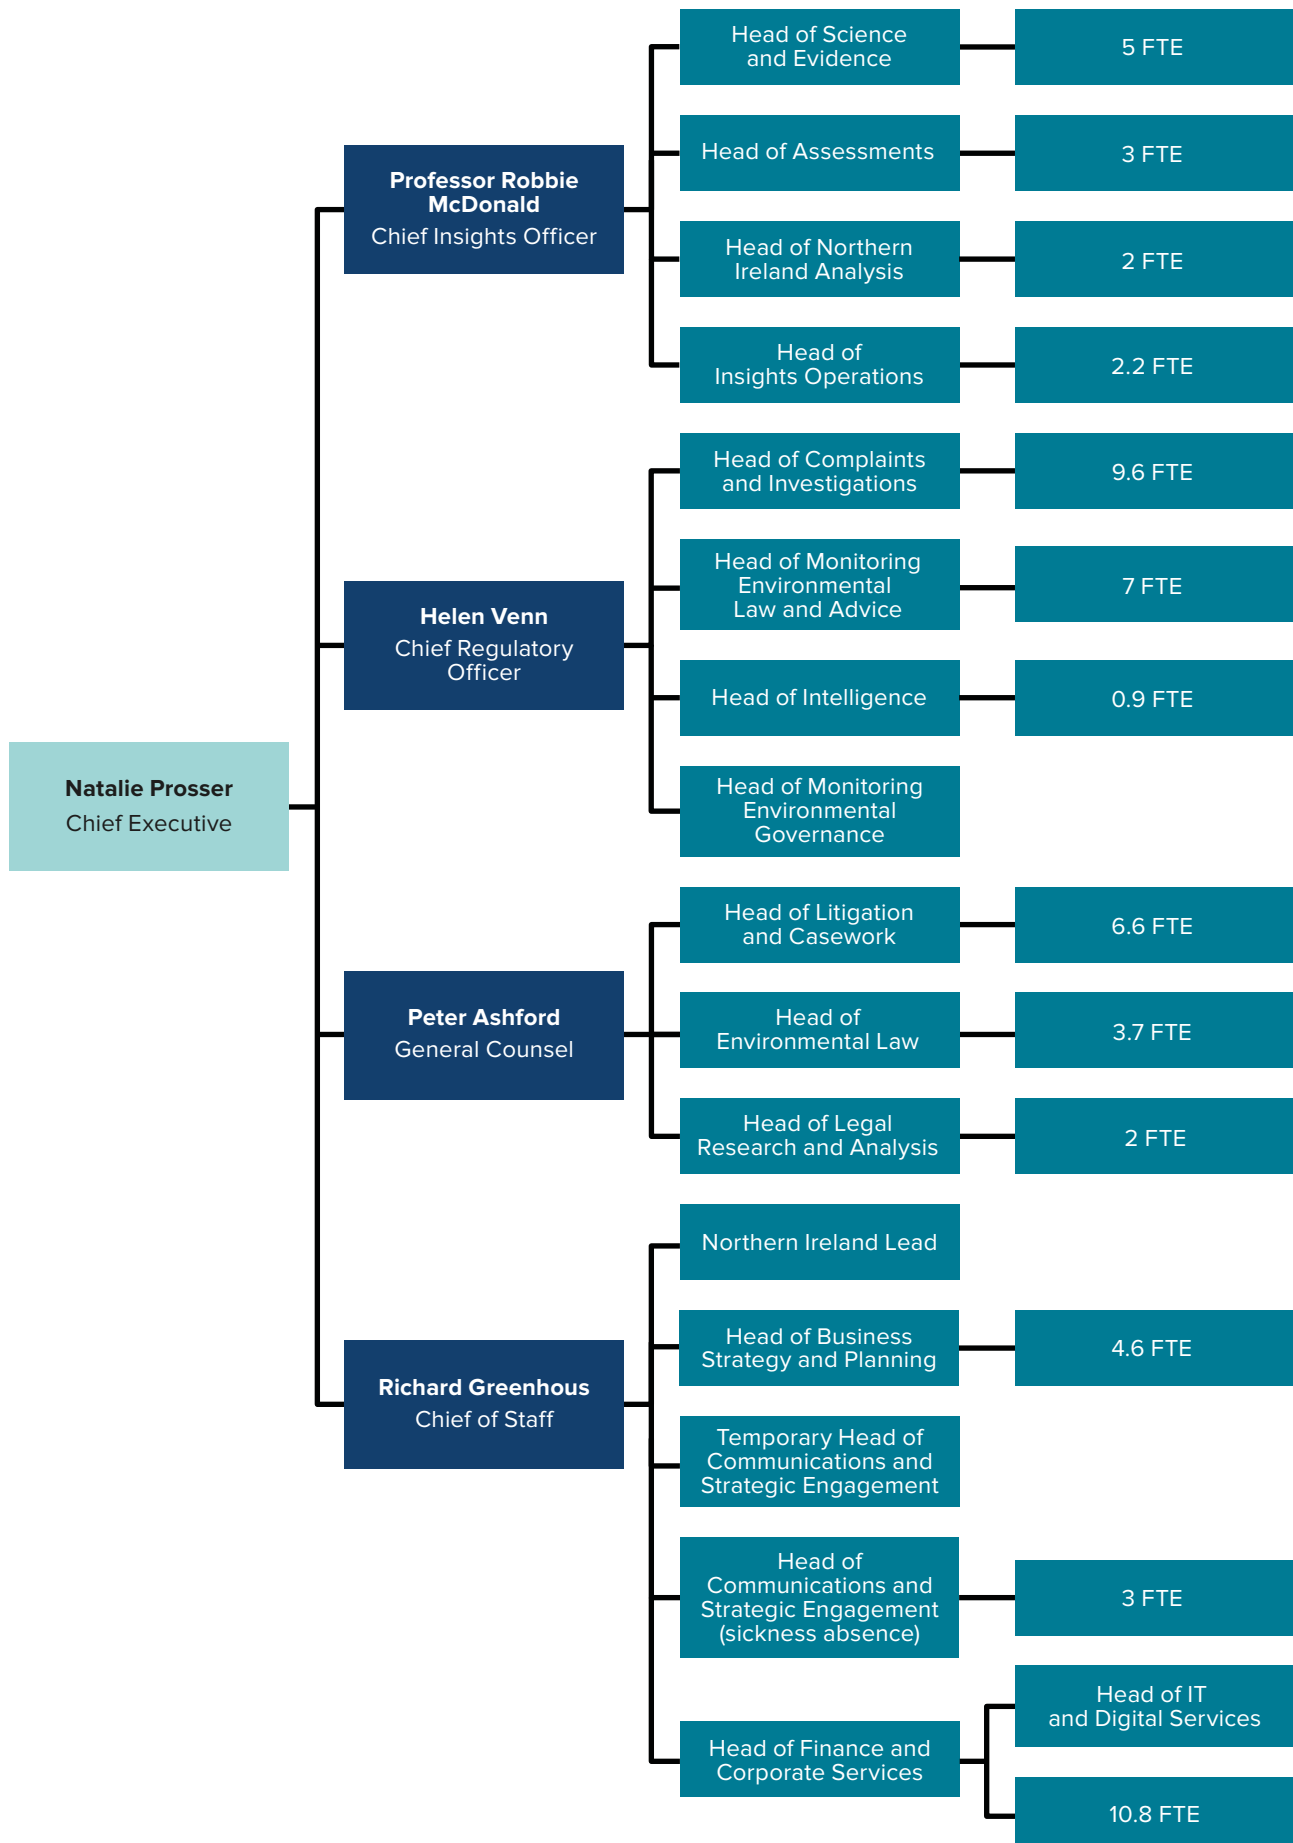 Natalie Prosser
Chief Executive
Professor Robbie
McDonald
Chief Insights Officer
Head of Science
and Evidence
5 FTE
Head of Assessments
3 FTE
Head of Northern
Ireland Analysis
2 FTE
Head of
Insights Operations
2.2 FTE
Helen Venn
Chief Regulatory
Officer
Head of Complaints
and Investigations
9.6 FTE
Head of Monitoring
Environmental
Law and Advice
7 FTE
Head of Intelligence
0.9 FTE
Head of Monitoring
Environmental
Governance
Peter Ashford
General Counsel
Head of Litigation
and Casework
6.6 FTE
Head of
Environmental Law
3.7 FTE
Head of Legal
Research and Analysis
2 FTE
Richard Greenhous
Chief of Staff
Northern Ireland Lead
Head of Business
Strategy and Planning
4.6 FTE
Temporary Head of
Communications and
Strategic Engagement
Head of
Communications and
Strategic Engagement
(sickness absence)
3 FTE
Head of Finance and
Corporate Services
Head of IT
and Digital Services
10.8 FTE